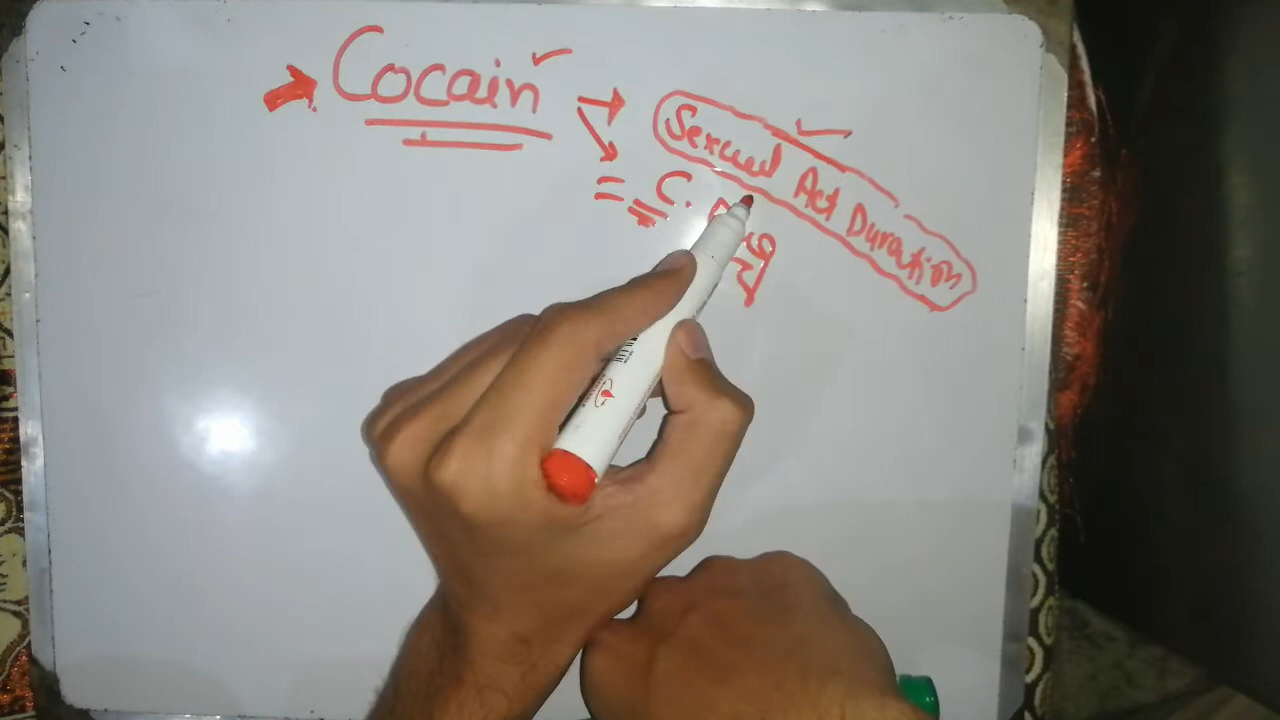 Cocain
Sexual Act Duration
= C.